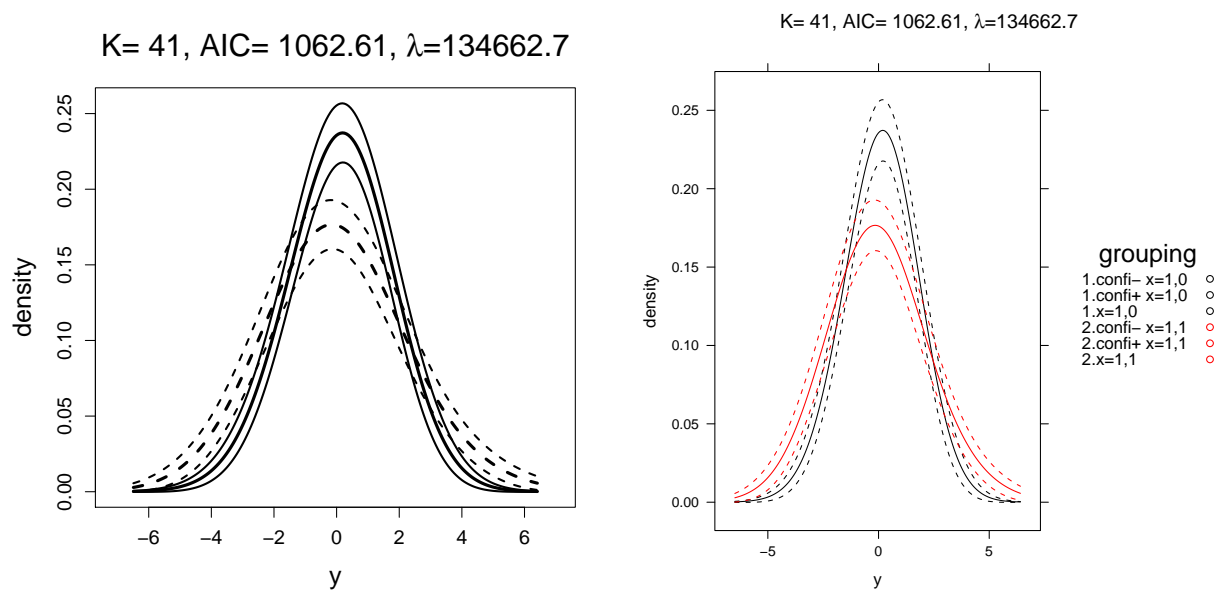 K= 41, AIC= 1062.61, λ=134662.7
density
0.25
0.20
0.15
0.10
0.05
0.00
−6 −4 −2 0 2 4 6
y
K= 41, AIC= 1062.61, λ=134662.7
density
0.25
0.20
0.15
0.10
0.05
0.00
−5 0 5
y
grouping
1.confi− x=1,0
1.confi+ x=1,0
1.x=1,0
2.confi− x=1,1
2.confi+ x=1,1
2.x=1,1